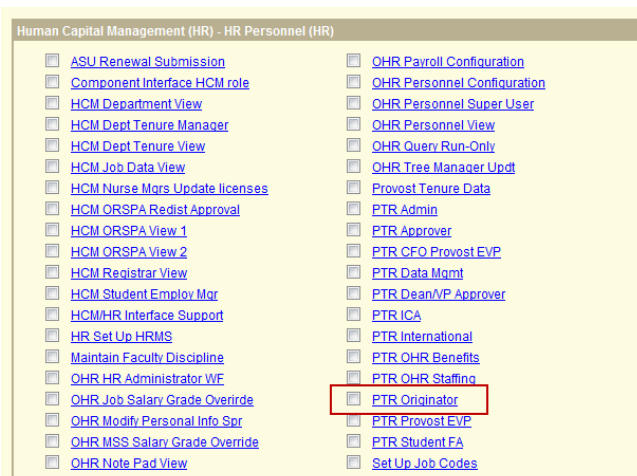 Human Capital Management (HR) - HR Personnel (HR)
ASU Renewal Submission
Component Interface HCM role
HCM Department View
HCM Dept Tenure Manager
HCM Dept Tenure View
HCM Job Data View
HCM Nurse Mgrs Update licenses
HCM ORSPA Redist Approval
HCM ORSPA View 1
HCM ORSPA View 2
HCM Registrar View
HCM Student Employ Mgr
HCM/HR Interface Support
HR Set Up HRMS
Maintain Faculty Discipline
OHR HR Administrator WF
OHR Job Salary Grade Overirde
OHR Modify Personal Info Spr
OHR MSS Salary Grade Override
OHR Note Pad View
OHR Payroll Configuration
OHR Personnel Configuration
OHR Personnel Super User
OHR Personnel View
OHR Query Run-Only
OHR Tree Manager Updt
Provost Tenure Data
PTR Admin
PTR Approver
PTR CFO Provost EVP
PTR Data Mgmt
PTR Dean/VP Approver
PTR ICA
PTR International
PTR OHR Benefits
PTR OHR Staffing
PTR Originator
PTR Provost EVP
PTR Student FA
Set Up Job Codes